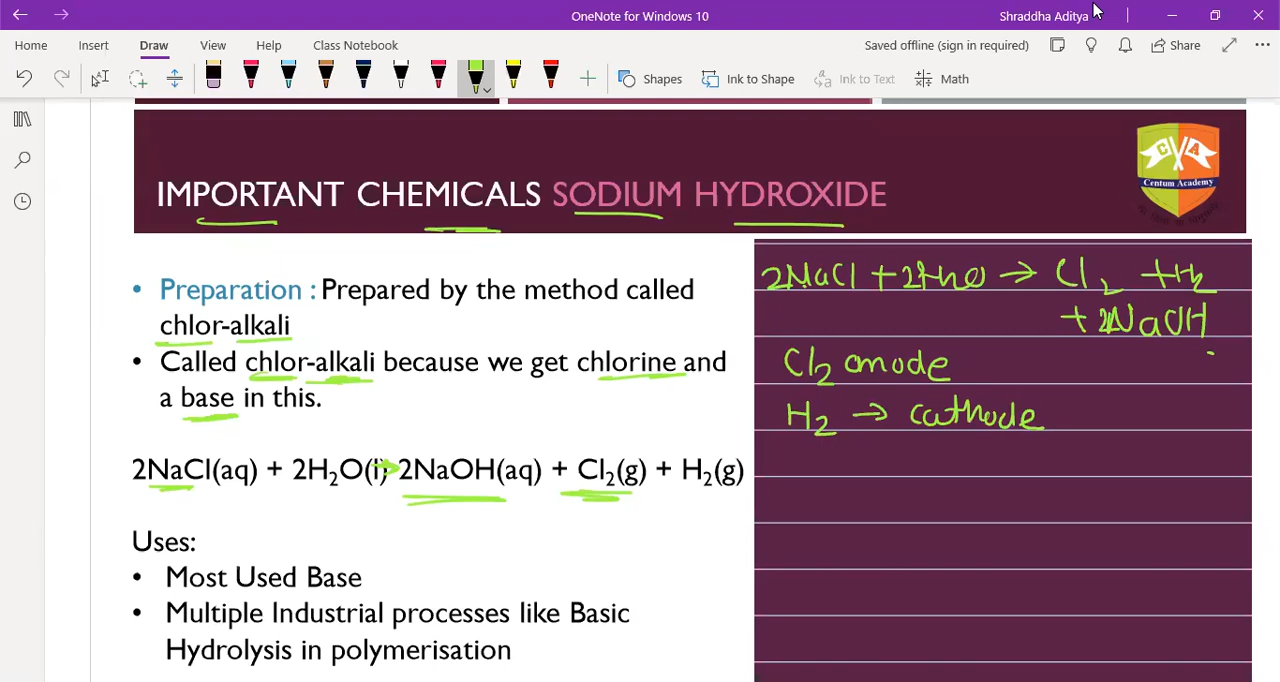 OneNote for Windows 10
Shraddha Aditya
Home Insert Draw View Help Class Notebook
Saved offline (sign in required) Share
Shapes Ink to Shape Ink to Text Math
IMPORTANT CHEMICALS SODIUM HYDROXIDE
Centum Academy
• Preparation : Prepared by the method called
chlor-alkali
• Called chlor-alkali because we get chlorine and
a base in this.
2NaCl(aq) + 2H₂O(l) → 2NaOH(aq) + Cl₂(g) + H₂(g)
Uses:
• Most Used Base
• Multiple Industrial processes like Basic
Hydrolysis in polymerisation
2NaCl + 2H₂O → Cl₂ + H₂
+ 2NaOH
Cl₂ anode
H₂ → cathode